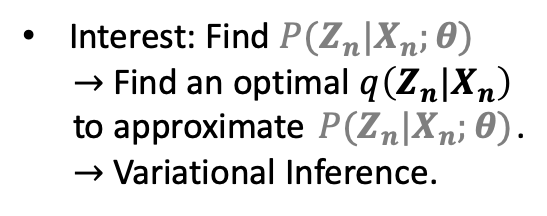 • Interest: Find P(Zₙ|Xₙ; θ)
→ Find an optimal q(Zₙ|Xₙ)
to approximate P(Zₙ|Xₙ; θ).
→ Variational Inference.